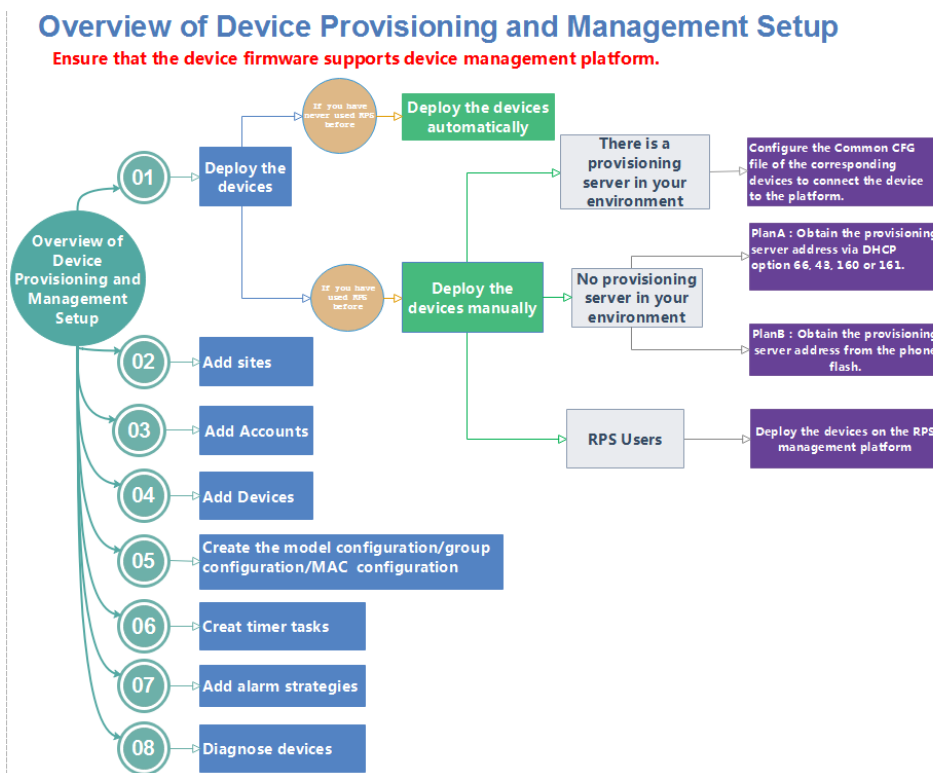 Overview of Device Provisioning and Management Setup
Ensure that the device firmware supports device management platform.
If you have
never used RPS
before
Deploy the devices
automatically
There is a
provisioning
server in your
environment
Configure the Common CFG
file of the corresponding
devices to connect the device
to the platform.
01
Deploy the
devices
Overview of
Device
Provisioning and
Management
Setup
PlanA : Obtain the provisioning
server address via DHCP
option 66, 43, 160 or 161.
If you have
used RPG
before
Deploy the
devices manually
No provisioning
server in your
environment
PlanB : Obtain the provisioning
server address from the phone
flash.
02
Add sites
03
Add Accounts
RPS Users
Deploy the devices on the RPS
management platform
04
Add Devices
05
Create the model configuration/group
configuration/MAC configuration
06
Creat timer tasks
07
Add alarm strategies
08
Diagnose devices